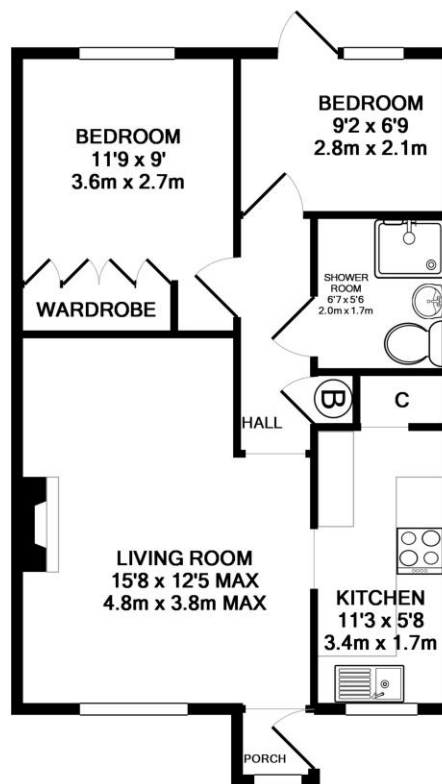 BEDROOM
11'9 x 9'
3.6m x 2.7m
BEDROOM
9'2 x 6'9
2.8m x 2.1m
WARDROBE
SHOWER
ROOM
6'7 x 5'6
2.0m x 1.7m
B
C
HALL
LIVING ROOM
15'8 x 12'5 MAX
4.8m x 3.8m MAX
KITCHEN
11'3 x 5'8
3.4m x 1.7m
PORCH